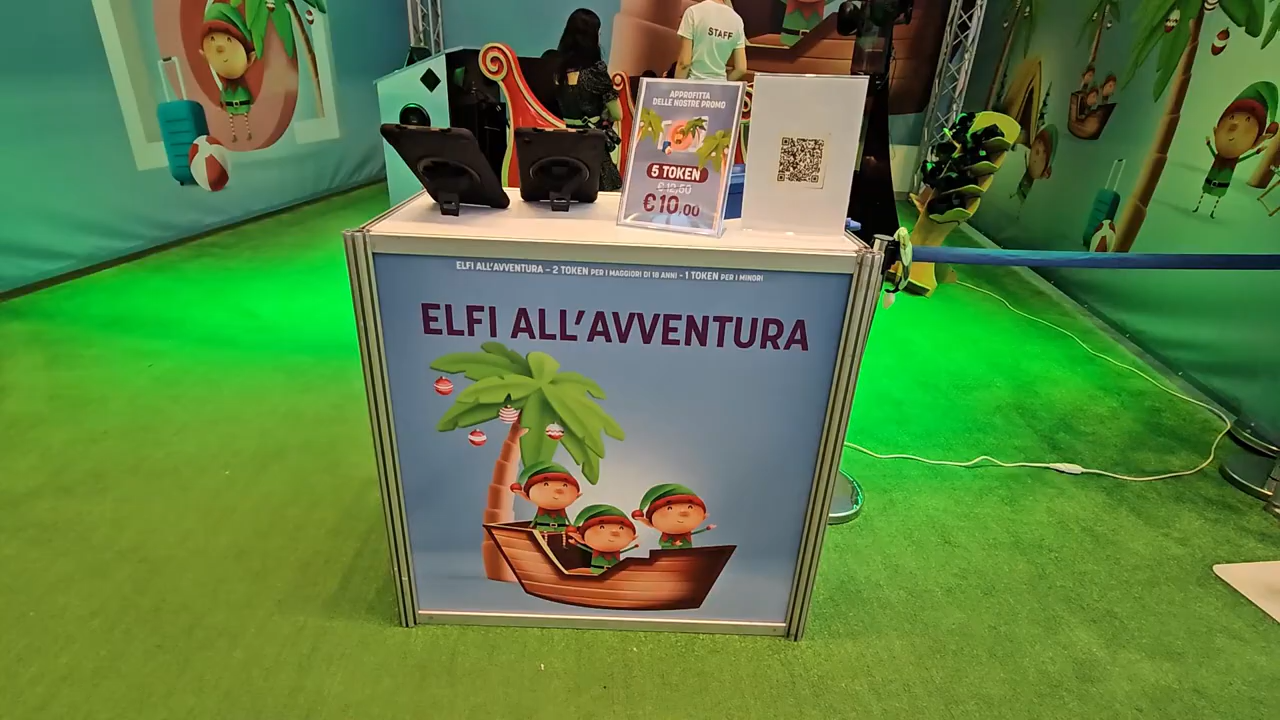 STAFF
APPROFITTA
DELLE NOSTRE PROMO
5 TOKEN
€ 12,50
€10,00
ELFI ALL'AVVENTURA – 2 TOKEN PER I MAGGIORI DI 18 ANNI - 1 TOKEN PER I MINORI
ELFI ALL'AVVENTURA